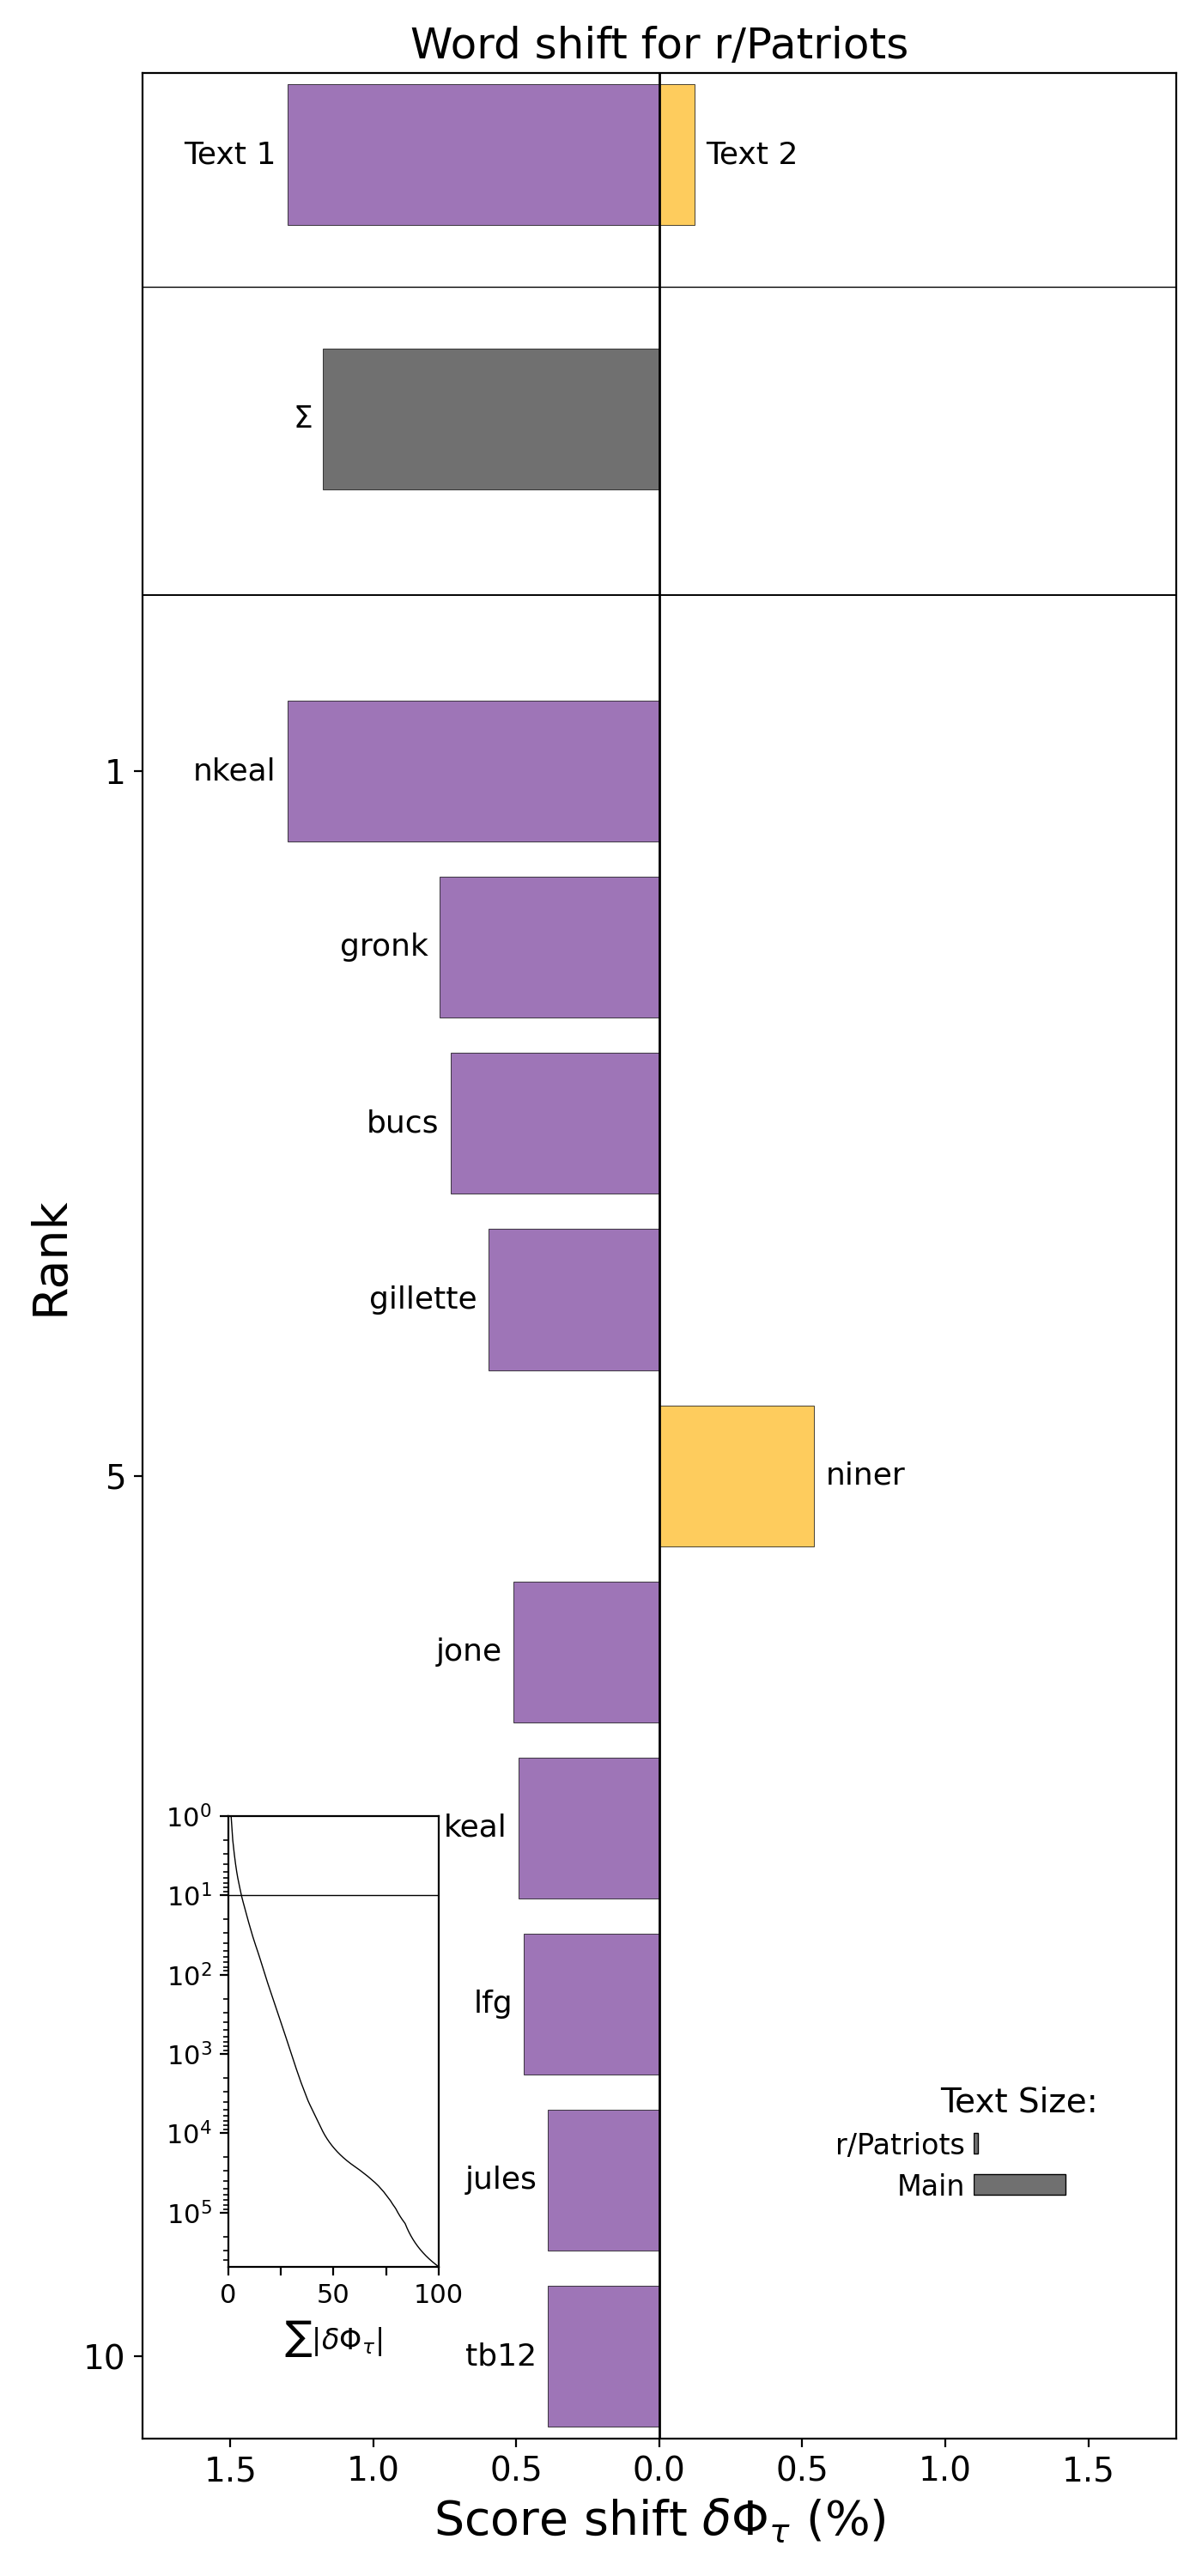 Word shift for r/Patriots
Text 1 Text 2
Σ
1 nkeal
gronk
bucs
gillette
Rank
5 niner
jone
keal
lfg
jules
10 tb12
10⁰
10¹
10²
10³
10⁴
10⁵
0 50 100
∑|δΦτ|
Text Size:
r/Patriots
Main
1.5 1.0 0.5 0.0 0.5 1.0 1.5
Score shift δΦτ (%)